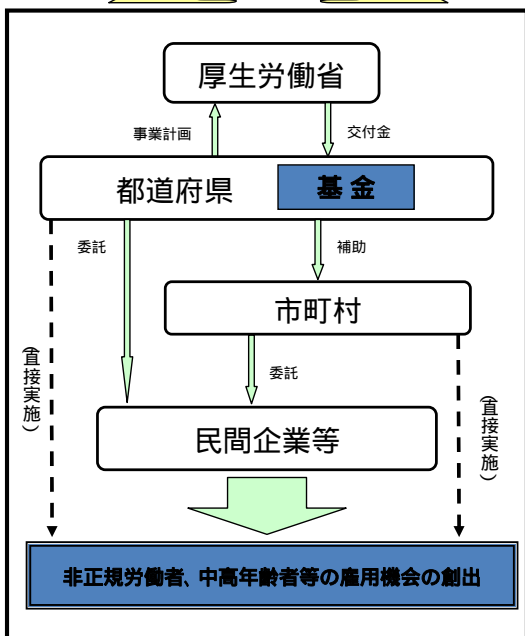 厚生労働省
事業計画
交付金
都道府県
基金
委託
補助
市町村
(直接実施)
委託
(直接実施)
民間企業等
非正規労働者、中高年齢者等の雇用機会の創出